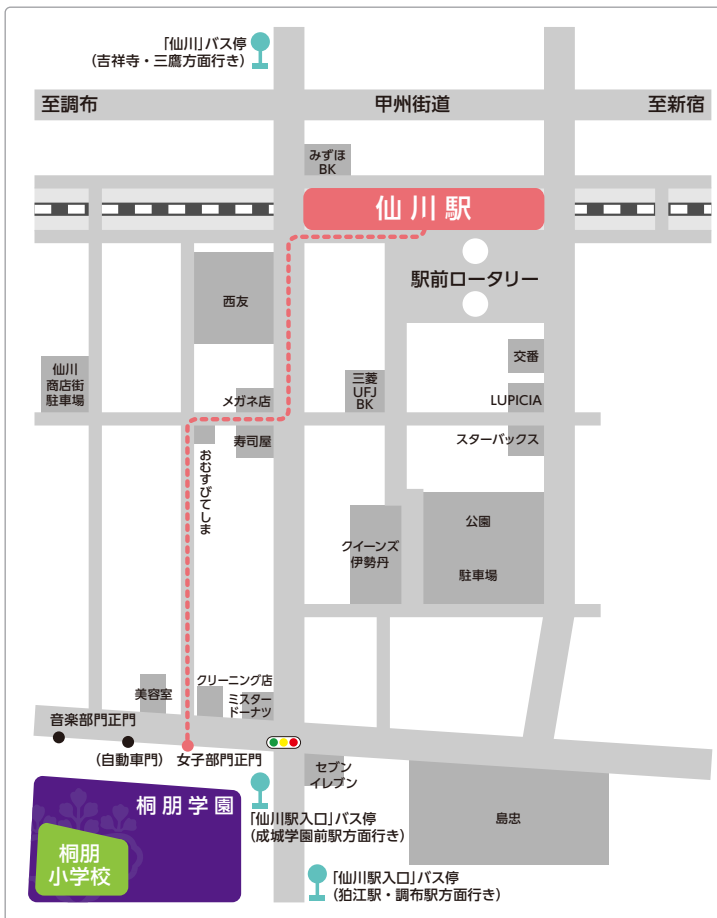 「仙川」バス停
(吉祥寺・三鷹方面行き)
至調布
甲州街道
至新宿
みずほ
BK
仙川駅
駅前ロータリー
西友
交番
仙川
商店街
駐車場
メガネ店
三菱
UFJ
BK
LUPICIA
寿司屋
スターバックス
おむすびてしま
公園
クイーンズ
伊勢丹
駐車場
クリーニング店
美容室
ミスター
ドーナツ
音楽部門正門
(自動車門)
女子部門正門
セブン
イレブン
桐朋学園
「仙川駅入口」バス停
(成城学園前駅方面行き)
島忠
桐朋
小学校
「仙川駅入口」バス停
(狛江駅・調布駅方面行き)